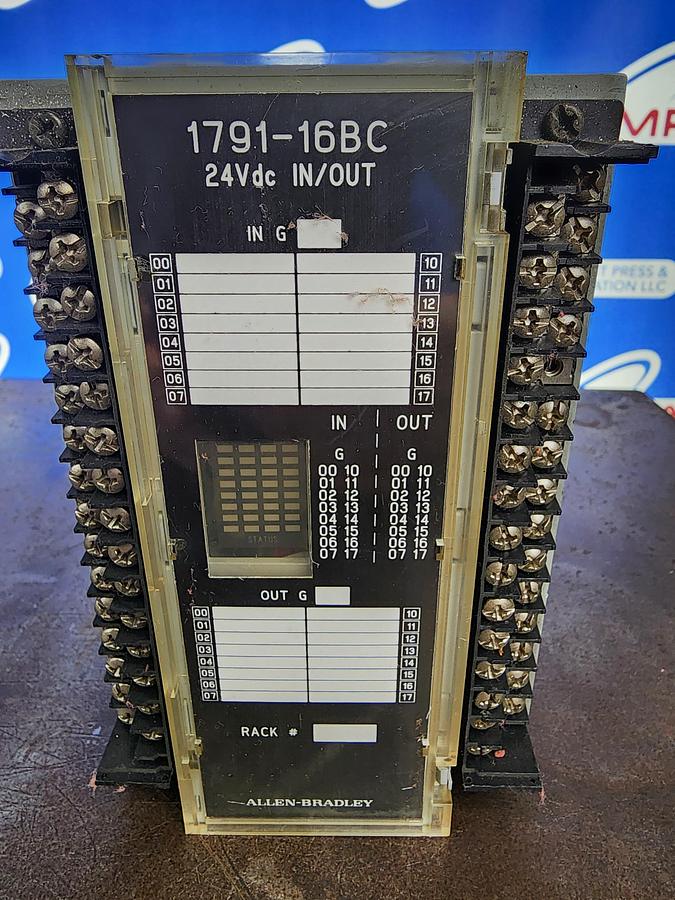 1791-16BC
24Vdc IN/OUT
IN G
00 10
01 11
02 12
03 13
04 14
05 15
06 16
07 17
IN OUT
G G
00 10 00 10
01 11 01 11
02 12 02 12
03 13 03 13
04 14 04 14
05 15 05 15
06 16 06 16
07 17 07 17
STATUS
OUT G
00 10
01 11
02 12
03 13
04 14
05 15
06 16
07 17
RACK #
ALLEN-BRADLEY
PRESS &
LLC